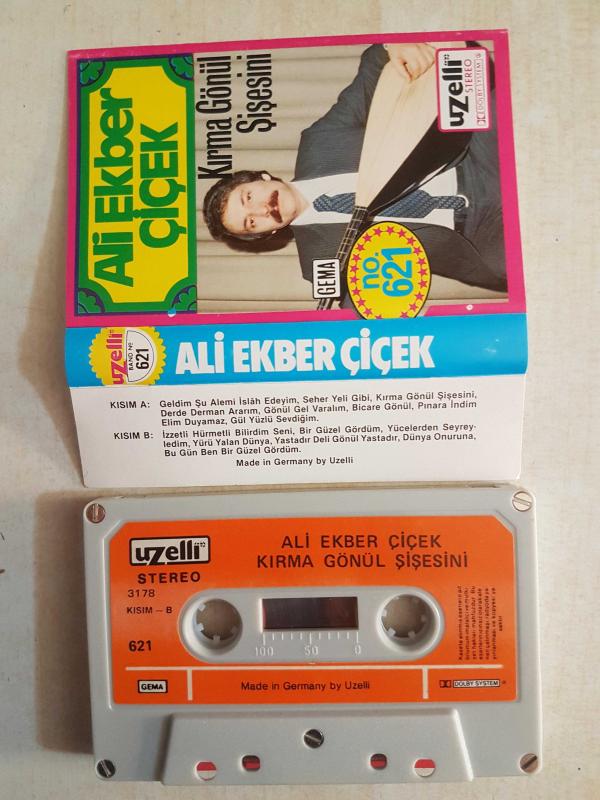 Ali Ekber
ÇİÇEK
Kırma Gönül
Şişesini
uzelli
STEREO
DOLBY SYSTEM
GEMA
no.
621
uzelli
BAND No
621
ALİ EKBER ÇİÇEK
KISIM A: Geldim Şu Alemi İslâh Edeyim, Seher Yeli Gibi, Kırma Gönül Şişesini,
Derde Derman Ararım, Gönül Gel Varalım, Bicare Gönül, Pınara İndim
Elim Duyamaz, Gül Yüzlü Sevdiğim.
KISIM B: İzzetli Hürmetli Bilirdim Seni, Bir Güzel Gördüm, Yücelerden Seyrey-
ledim, Yürü Yalan Dünya, Yastadır Deli Gönül Yastadır, Dünya Onuruna,
Bu Gün Ben Bir Güzel Gördüm.
Made in Germany by Uzelli
uzelli
STEREO
3178
KISIM – B
621
GEMA
ALİ EKBER ÇİÇEK
KIRMA GÖNÜL ŞİŞESİNİ
100 50 0
Made in Germany by Uzelli
DOLBY SYSTEM